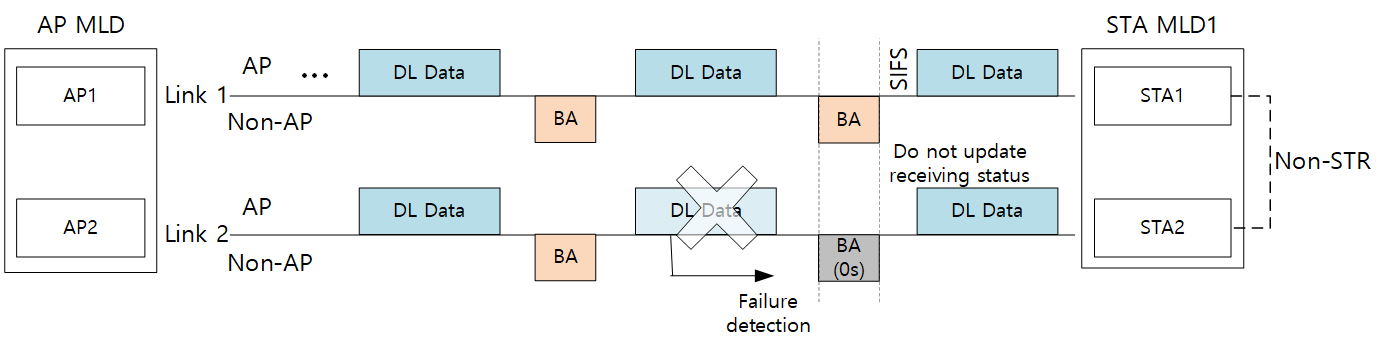 AP MLD
STA MLD1
AP1
AP2
Link 1
AP
...
Non-AP
DL Data
BA
DL Data
BA
SIFS
DL Data
Do not update
receiving status
Link 2
AP
Non-AP
DL Data
BA
DL Data
BA
(0s)
DL Data
Failure
detection
STA1
STA2
Non-STR